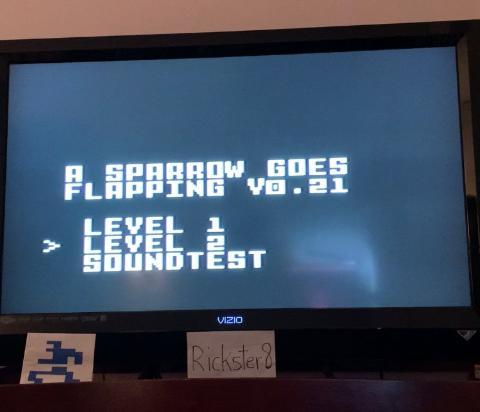 A SPARROW GOES
FLAPPING V0.21
LEVEL 1
> LEVEL 2
SOUNDTEST
VIZIO
Rickster8